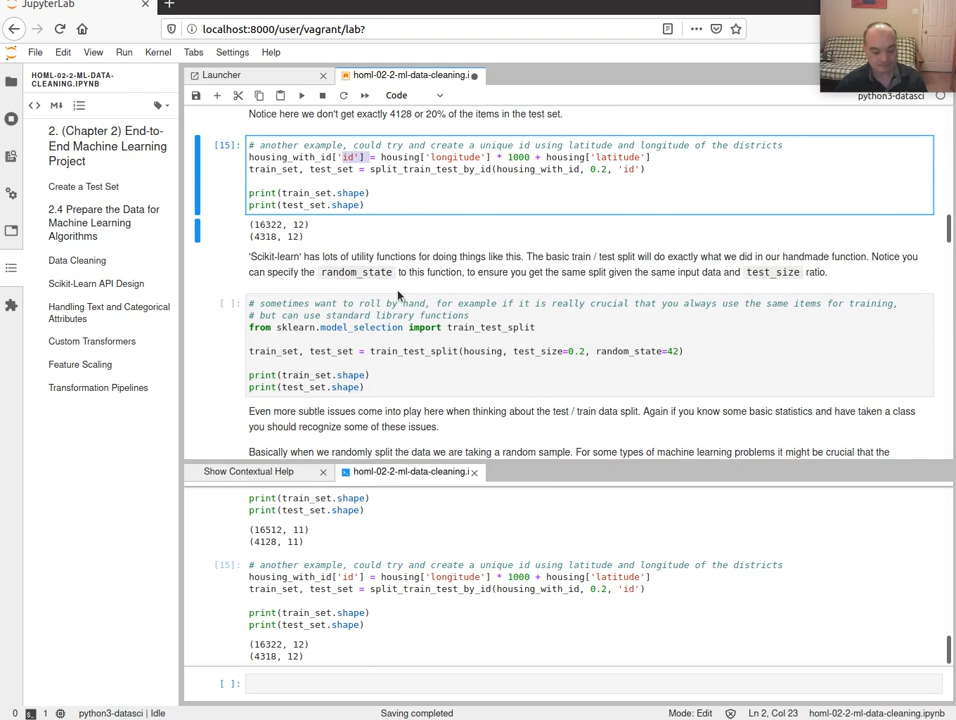 JupyterLab
localhost:8000/user/vagrant/lab?
File Edit View Run Kernel Tabs Settings Help
HOML-02-2-ML-DATA-
CLEANING.IPYNB
2. (Chapter 2) End-to-
End Machine Learning
Project
Create a Test Set
2.4 Prepare the Data for
Machine Learning
Algorithms
Data Cleaning
Scikit-Learn API Design
Handling Text and Categorical
Attributes
Custom Transformers
Feature Scaling
Transformation Pipelines
Launcher
homl-02-2-ml-data-cleaning.i
Code
python3-datasci
Notice here we don't get exactly 4128 or 20% of the items in the test set.
[15]: # another example, could try and create a unique id using latitude and longitude of the districts
housing_with_id['id'] = housing['longitude'] * 1000 + housing['latitude']
train_set, test_set = split_train_test_by_id(housing_with_id, 0.2, 'id')
print(train_set.shape)
print(test_set.shape)
(16322, 12)
(4318, 12)
'Scikit-learn' has lots of utility functions for doing things like this. The basic train / test split will do exactly what we did in our handmade function. Notice you
can specify the random_state to this function, to ensure you get the same split given the same input data and test_size ratio.
[ ]: # sometimes want to roll by hand, for example if it is really crucial that you always use the same items for training,
# but can use standard library functions
from sklearn.model_selection import train_test_split
train_set, test_set = train_test_split(housing, test_size=0.2, random_state=42)
print(train_set.shape)
print(test_set.shape)
Even more subtle issues come into play here when thinking about the test / train data split. Again if you know some basic statistics and have taken a class
you should recognize some of these issues.
Basically when we randomly split the data we are taking a random sample. For some types of machine learning problems it might be crucial that the
Show Contextual Help
homl-02-2-ml-data-cleaning.i
print(train_set.shape)
print(test_set.shape)
(16512, 11)
(4128, 11)
[15]: # another example, could try and create a unique id using latitude and longitude of the districts
housing_with_id['id'] = housing['longitude'] * 1000 + housing['latitude']
train_set, test_set = split_train_test_by_id(housing_with_id, 0.2, 'id')
print(train_set.shape)
print(test_set.shape)
(16322, 12)
(4318, 12)
[ ]:
0 1 python3-datasci | Idle Saving completed Mode: Edit Ln 2, Col 23 homl-02-2-ml-data-cleaning.ipynb